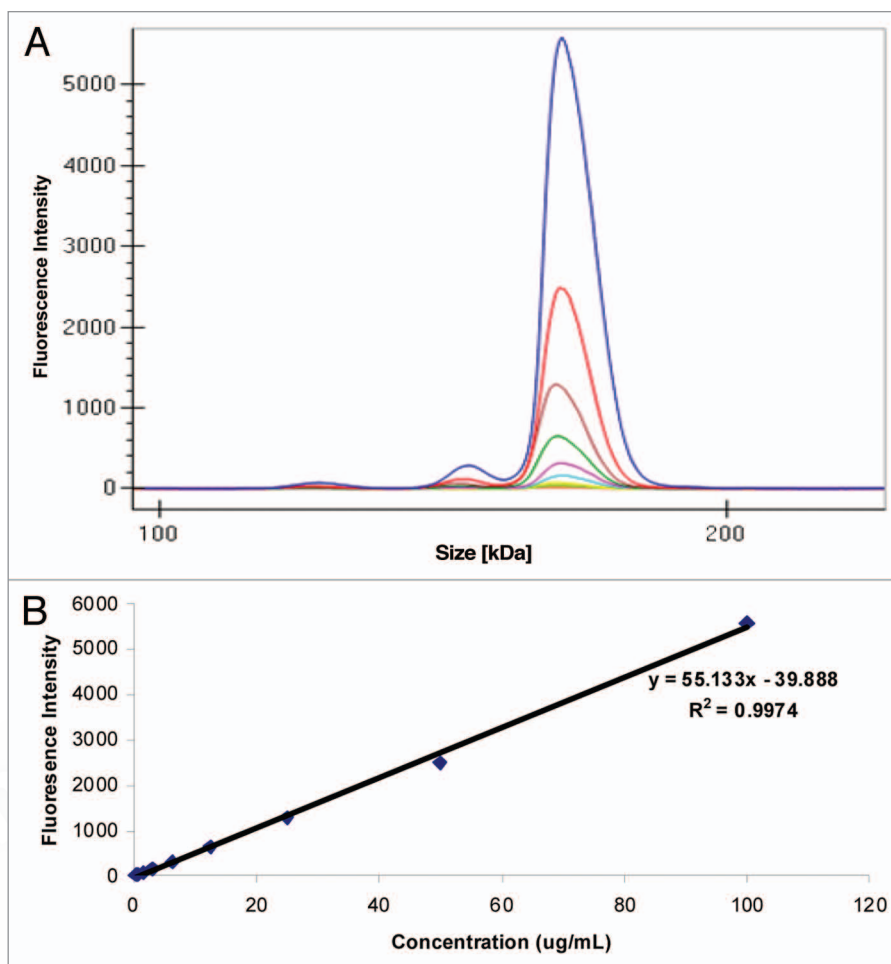 A
5000
4000
3000
2000
1000
0
Fluorescence Intensity
100
200
Size [kDa]
B
6000
5000
4000
3000
2000
1000
0
Fluoresence Intensity
y = 55.133x - 39.888
R² = 0.9974
0 20 40 60 80 100 120
Concentration (ug/mL)